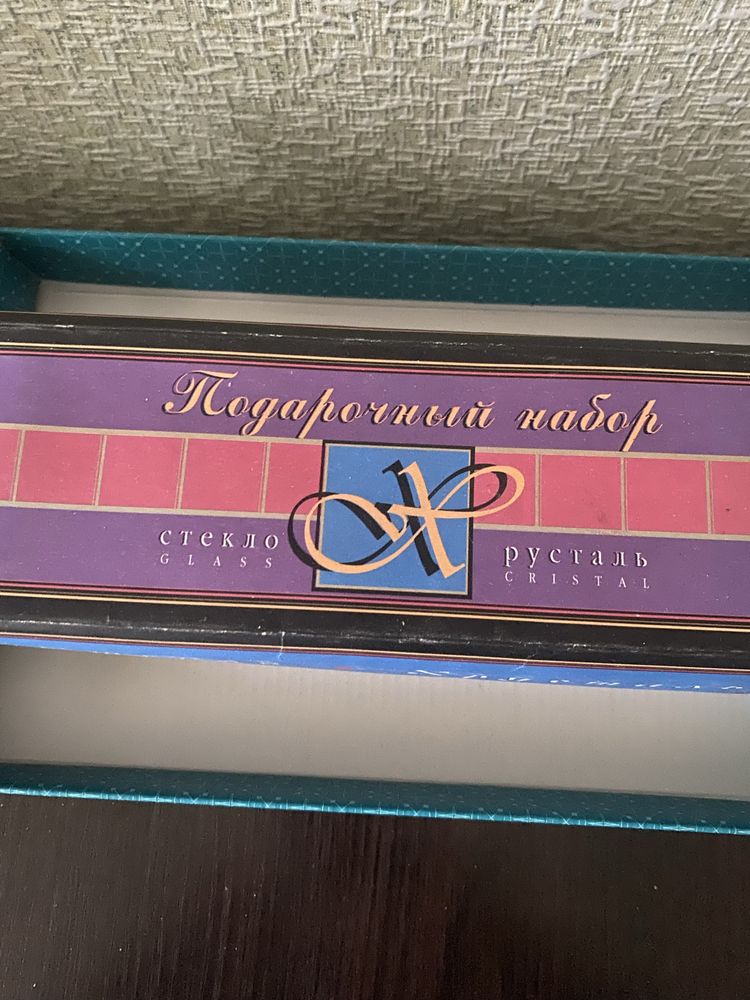 Подарочный набор
стекло Х русталь
GLASS CRISTAL